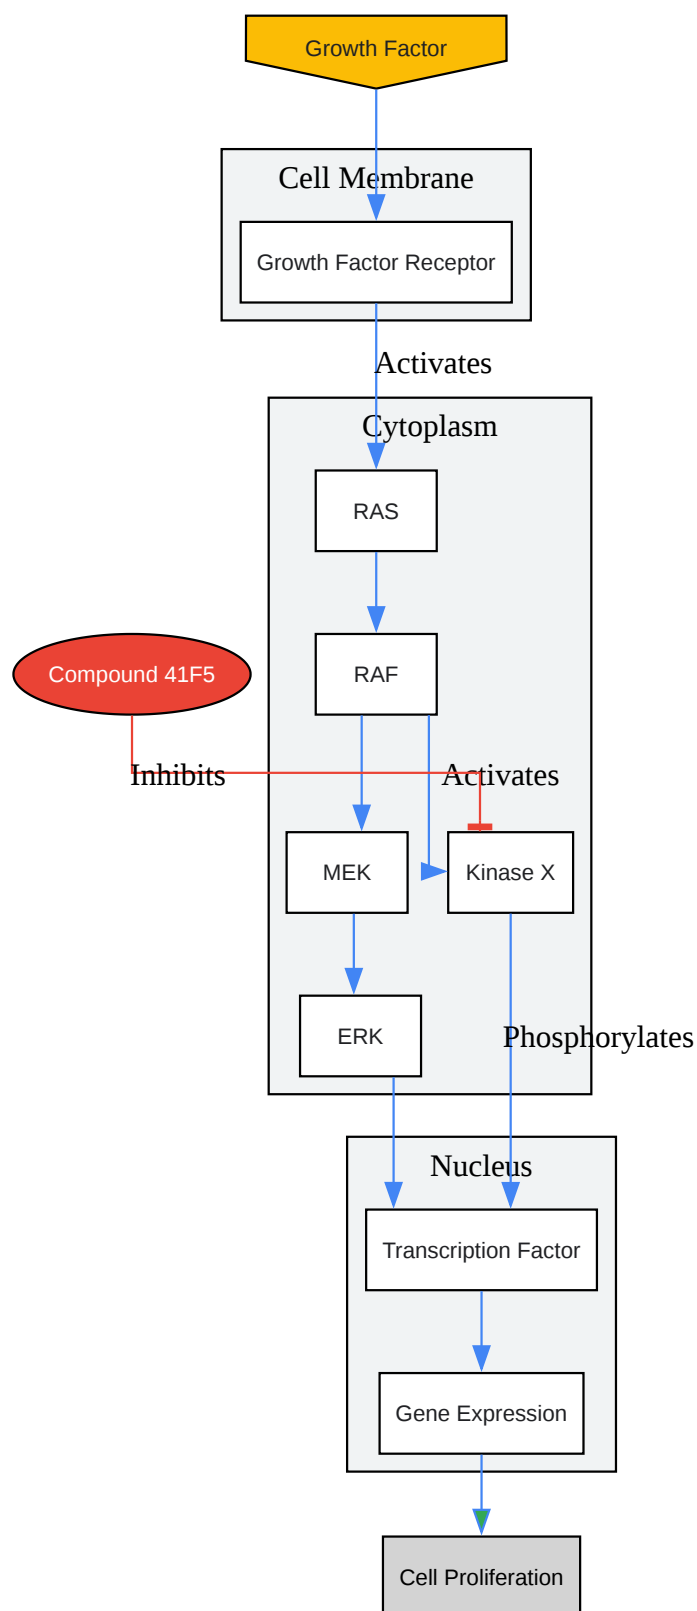 Growth Factor
Cell Membrane
Growth Factor Receptor
Activates
Cytoplasm
RAS
Compound 41F5
RAF
Inhibits
Activates
MEK
Kinase X
ERK
Phosphorylates
Nucleus
Transcription Factor
Gene Expression
Cell Proliferation